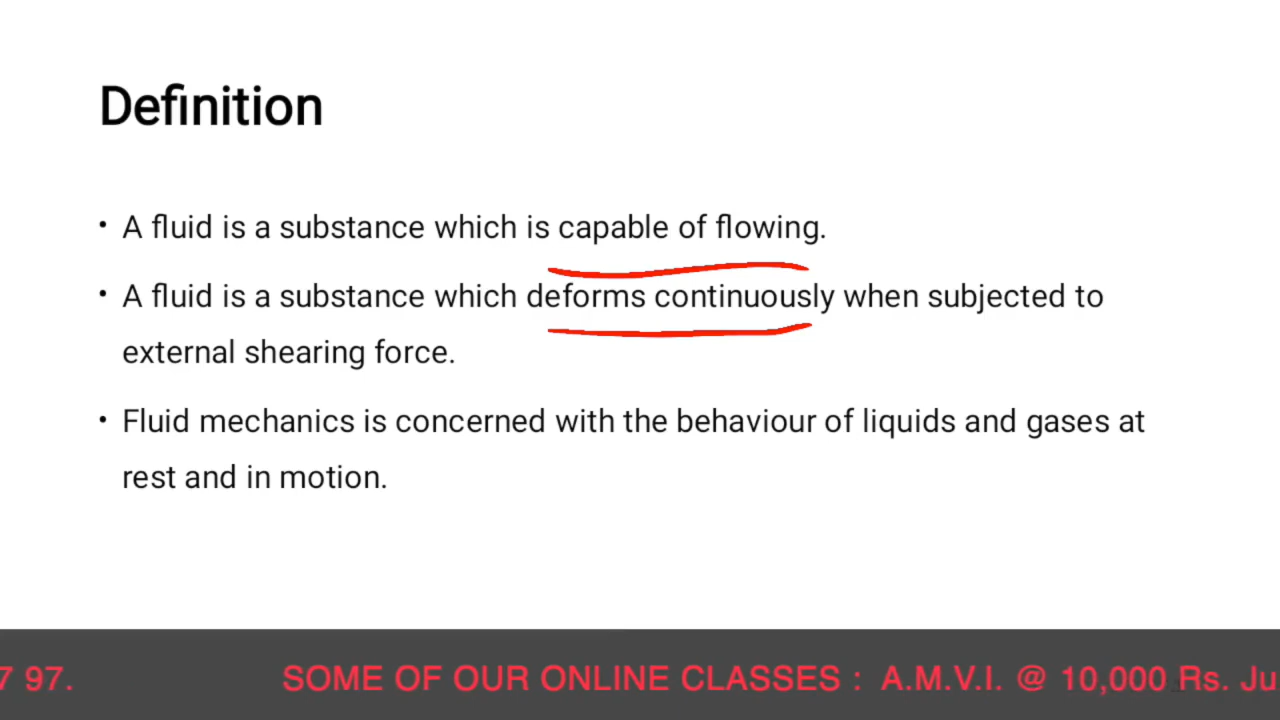 Definition
• A fluid is a substance which is capable of flowing.
• A fluid is a substance which deforms continuously when subjected to
external shearing force.
• Fluid mechanics is concerned with the behaviour of liquids and gases at
rest and in motion.
7 97. SOME OF OUR ONLINE CLASSES : A.M.V.I. @ 10,000 Rs. Ju